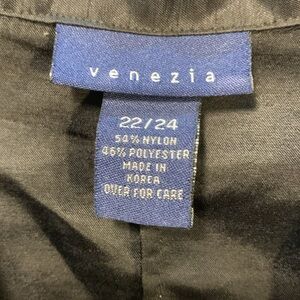 venezia
22/24
54% NYLON
46% POLYESTER
MADE IN
KOREA
OVER FOR CARE